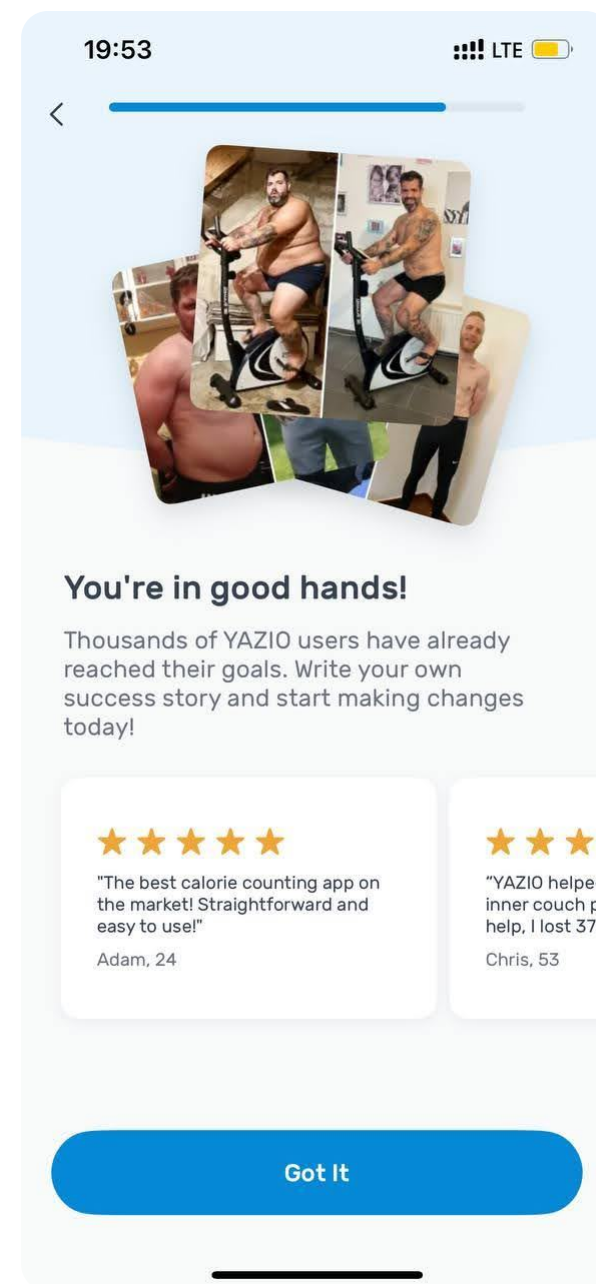 19:53
LTE
You're in good hands!
Thousands of YAZIO users have already
reached their goals. Write your own
success story and start making changes
today!
"The best calorie counting app on
the market! Straightforward and
easy to use!"
Adam, 24
"YAZIO
inner couch
help, I lost 37
Chris, 53
Got It